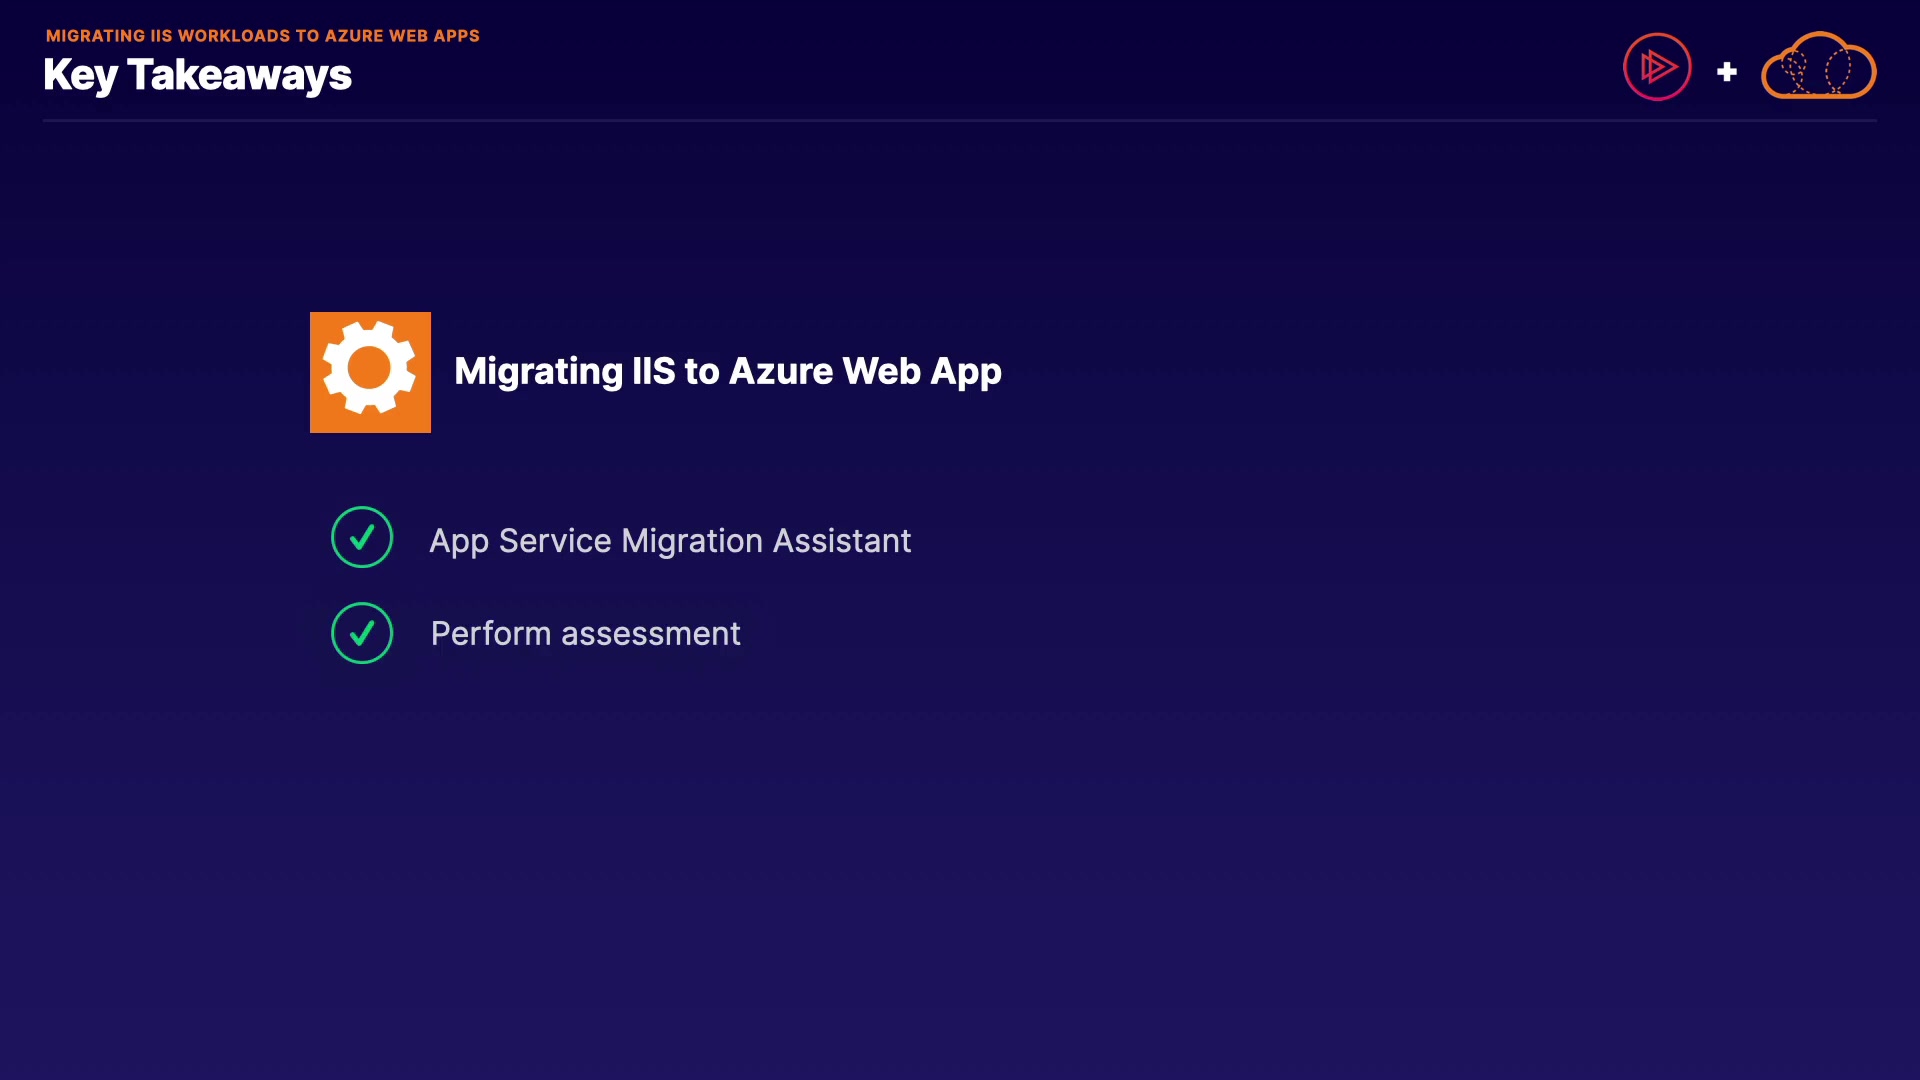 MIGRATING IIS WORKLOADS TO AZURE WEB APPS
Key Takeaways
Migrating IIS to Azure Web App
App Service Migration Assistant
Perform assessment